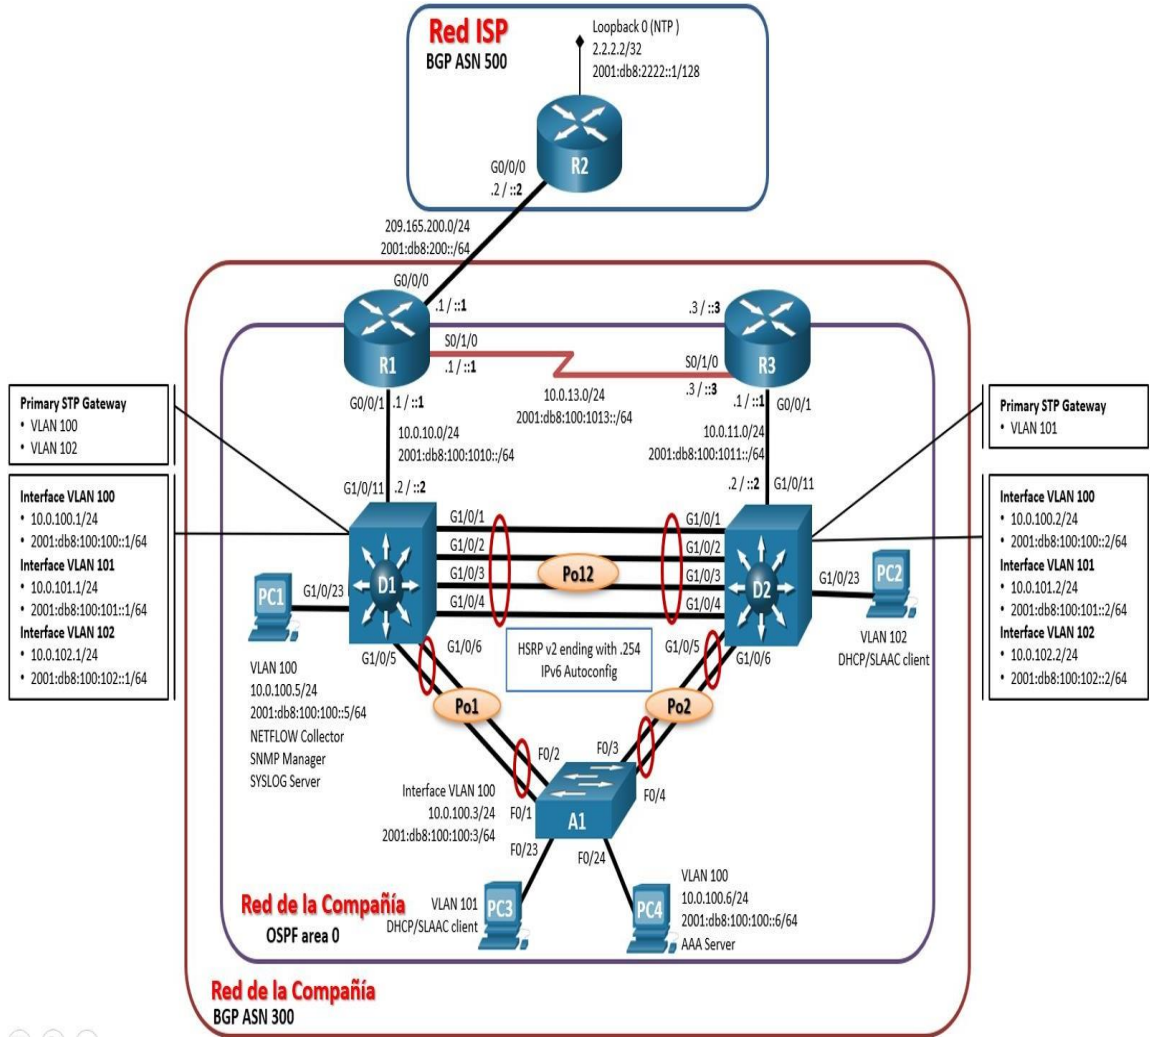 Red ISP
BGP ASN 500
Loopback 0 (NTP )
2.2.2.2/32
2001:db8:2222::1/128
R2
G0/0/0
.2 / ::2
209.165.200.0/24
2001:db8:200::/64
G0/0/0
.1 / ::1
R1
S0/1/0
.1 / ::1
.3 / ::3
R3
S0/1/0
.3 / ::3
10.0.13.0/24
2001:db8:100:1013::/64
G0/0/1
.1 / ::1
10.0.10.0/24
2001:db8:100:1010::/64
.1 / ::1
G0/0/1
10.0.11.0/24
2001:db8:100:1011::/64
Primary STP Gateway
• VLAN 100
• VLAN 102
Primary STP Gateway
• VLAN 101
Interface VLAN 100
• 10.0.100.1/24
• 2001:db8:100:100::1/64
Interface VLAN 101
• 10.0.101.1/24
• 2001:db8:100:101::1/64
Interface VLAN 102
• 10.0.102.1/24
• 2001:db8:100:102::1/64
Interface VLAN 100
• 10.0.100.2/24
• 2001:db8:100:100::2/64
Interface VLAN 101
• 10.0.101.2/24
• 2001:db8:100:101::2/64
Interface VLAN 102
• 10.0.102.2/24
• 2001:db8:100:102::2/64
G1/0/11
.2 / ::2
.2 / ::2
G1/0/11
D1
G1/0/1
G1/0/2
G1/0/3
G1/0/4
Po12
G1/0/1
G1/0/2
G1/0/3
G1/0/4
D2
PC1
G1/0/23
VLAN 100
10.0.100.5/24
2001:db8:100:100::5/64
NETFLOW Collector
SNMP Manager
SYSLOG Server
G1/0/23
PC2
VLAN 102
DHCP/SLAAC client
G1/0/5
G1/0/6
HSRP v2 ending with .254
IPv6 Autoconfig
G1/0/5
G1/0/6
Po1
Po2
F0/2
F0/3
F0/1
F0/4
Interface VLAN 100
10.0.100.3/24
2001:db8:100:100:3/64
A1
F0/23
F0/24
VLAN 101
DHCP/SLAAC client
PC3
PC4
VLAN 100
10.0.100.6/24
2001:db8:100:100::6/64
AAA Server
Red de la Compañía
OSPF area 0
Red de la Compañía
BGP ASN 300